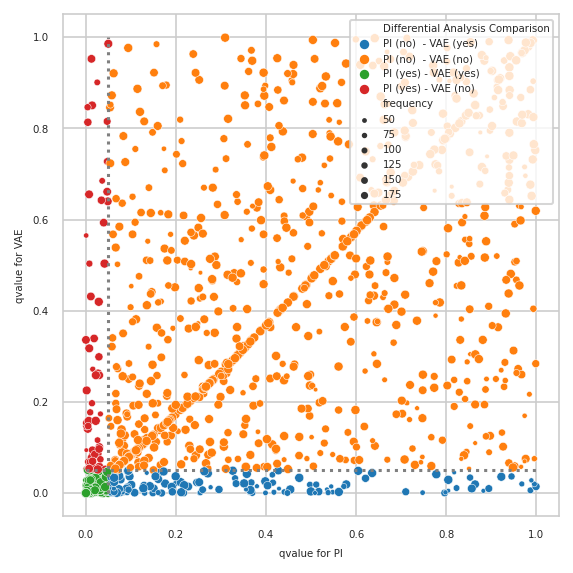 Differential Analysis Comparison
PI (no) - VAE (yes)
PI (no) - VAE (no)
PI (yes) - VAE (yes)
PI (yes) - VAE (no)
frequency
50
75
100
125
150
175
1.0
0.8
0.6
0.4
0.2
0.0
qvalue for VAE
0.0 0.2 0.4 0.6 0.8 1.0
qvalue for PI